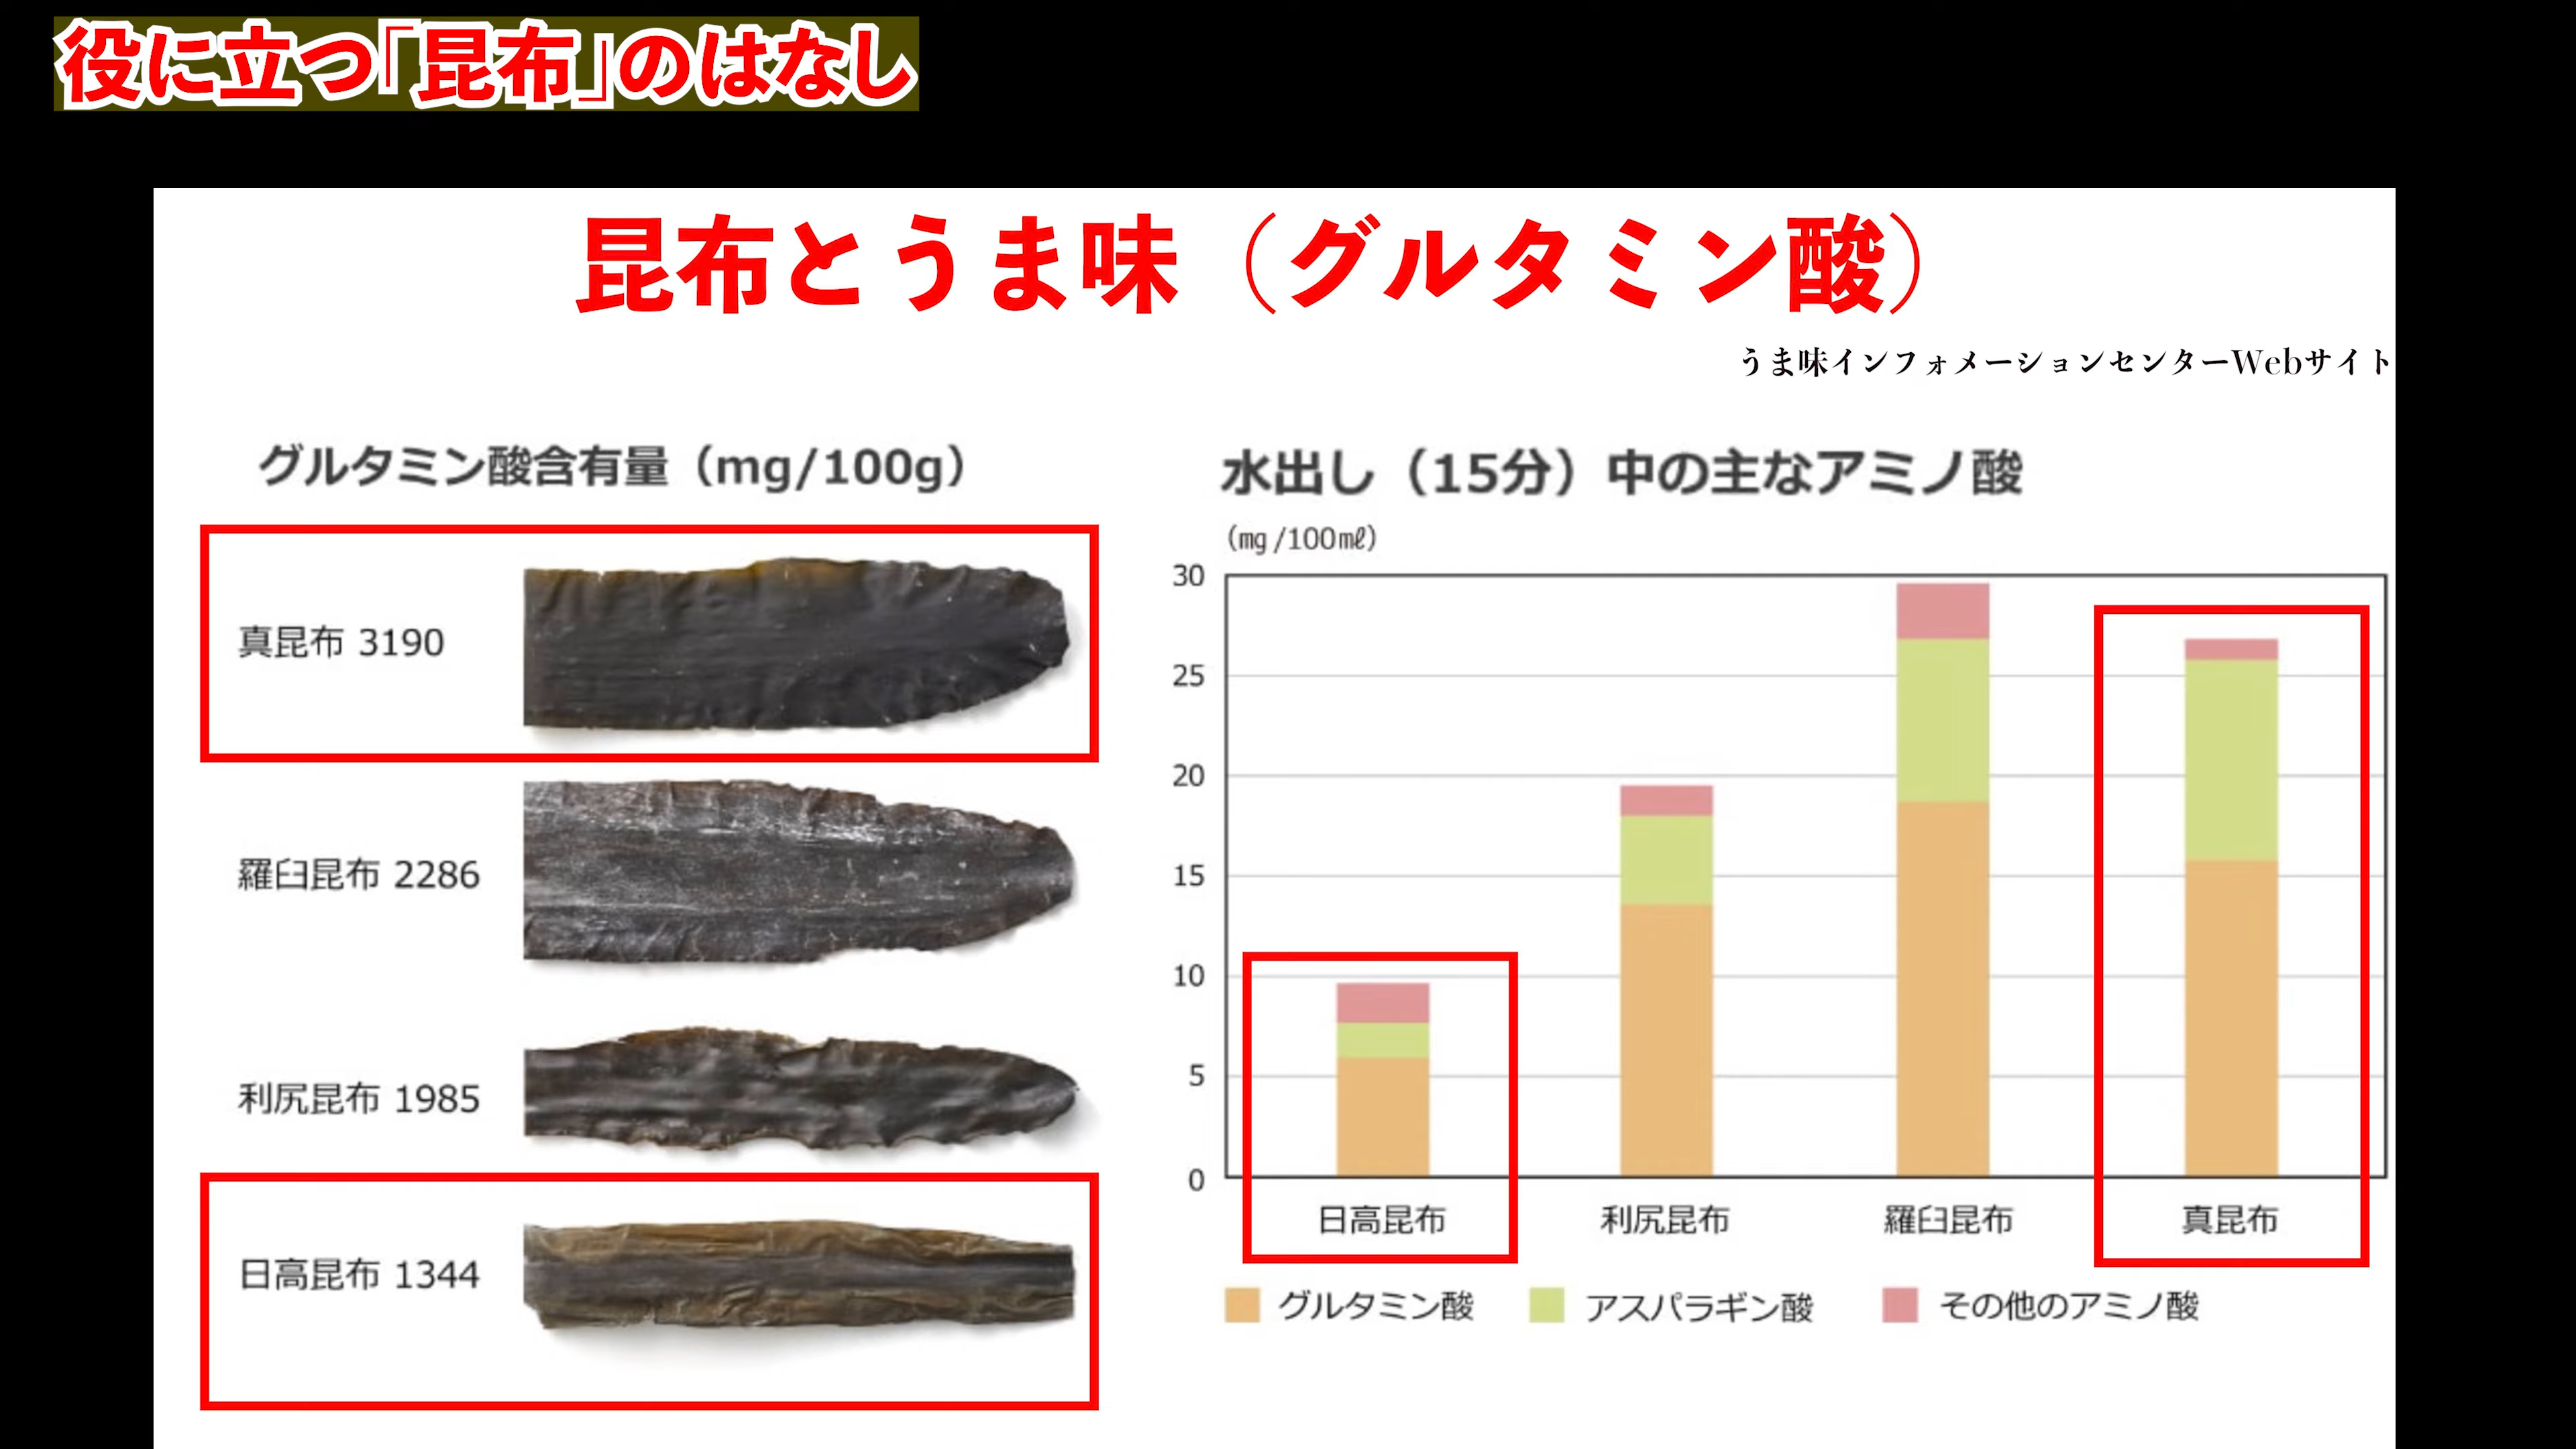 役に立つ「昆布」のはなし
昆布とうま味（グルタミン酸）
うま味インフォメーションセンターWebサイト
グルタミン酸含有量（mg/100g）
真昆布 3190
羅臼昆布 2286
利尻昆布 1985
日高昆布 1344
水出し（15分）中の主なアミノ酸
(㎎/100㎖)
30
25
20
15
10
5
0
日高昆布 利尻昆布 羅臼昆布 真昆布
グルタミン酸 アスパラギン酸 その他のアミノ酸